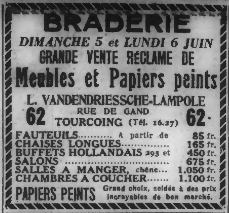 BRADERIE
DIMANCHE 5 et LUNDI 6 JUIN
GRANDE VENTE RECLAME DE
Meubles et Papiers peints
L. VANDENDRIESSCHE-LAMPOLE
62 RUE DE GAND 62
TOURCOING (Tél. 16.27)
FAUTEUILS........ A partir de 85 fr.
CHAISES LONGUES........ 165 fr.
BUFFETS HOLLANDAIS 293 et 450 fr.
SALONS ........ 675 fr.
SALLES A MANGER, chêne... 1.050 fr.
CHAMBRES A COUCHER...... 1.100 fr.
PAPIERS PEINTS Grand choix, soldés à des prix
incroyables de bon marché.